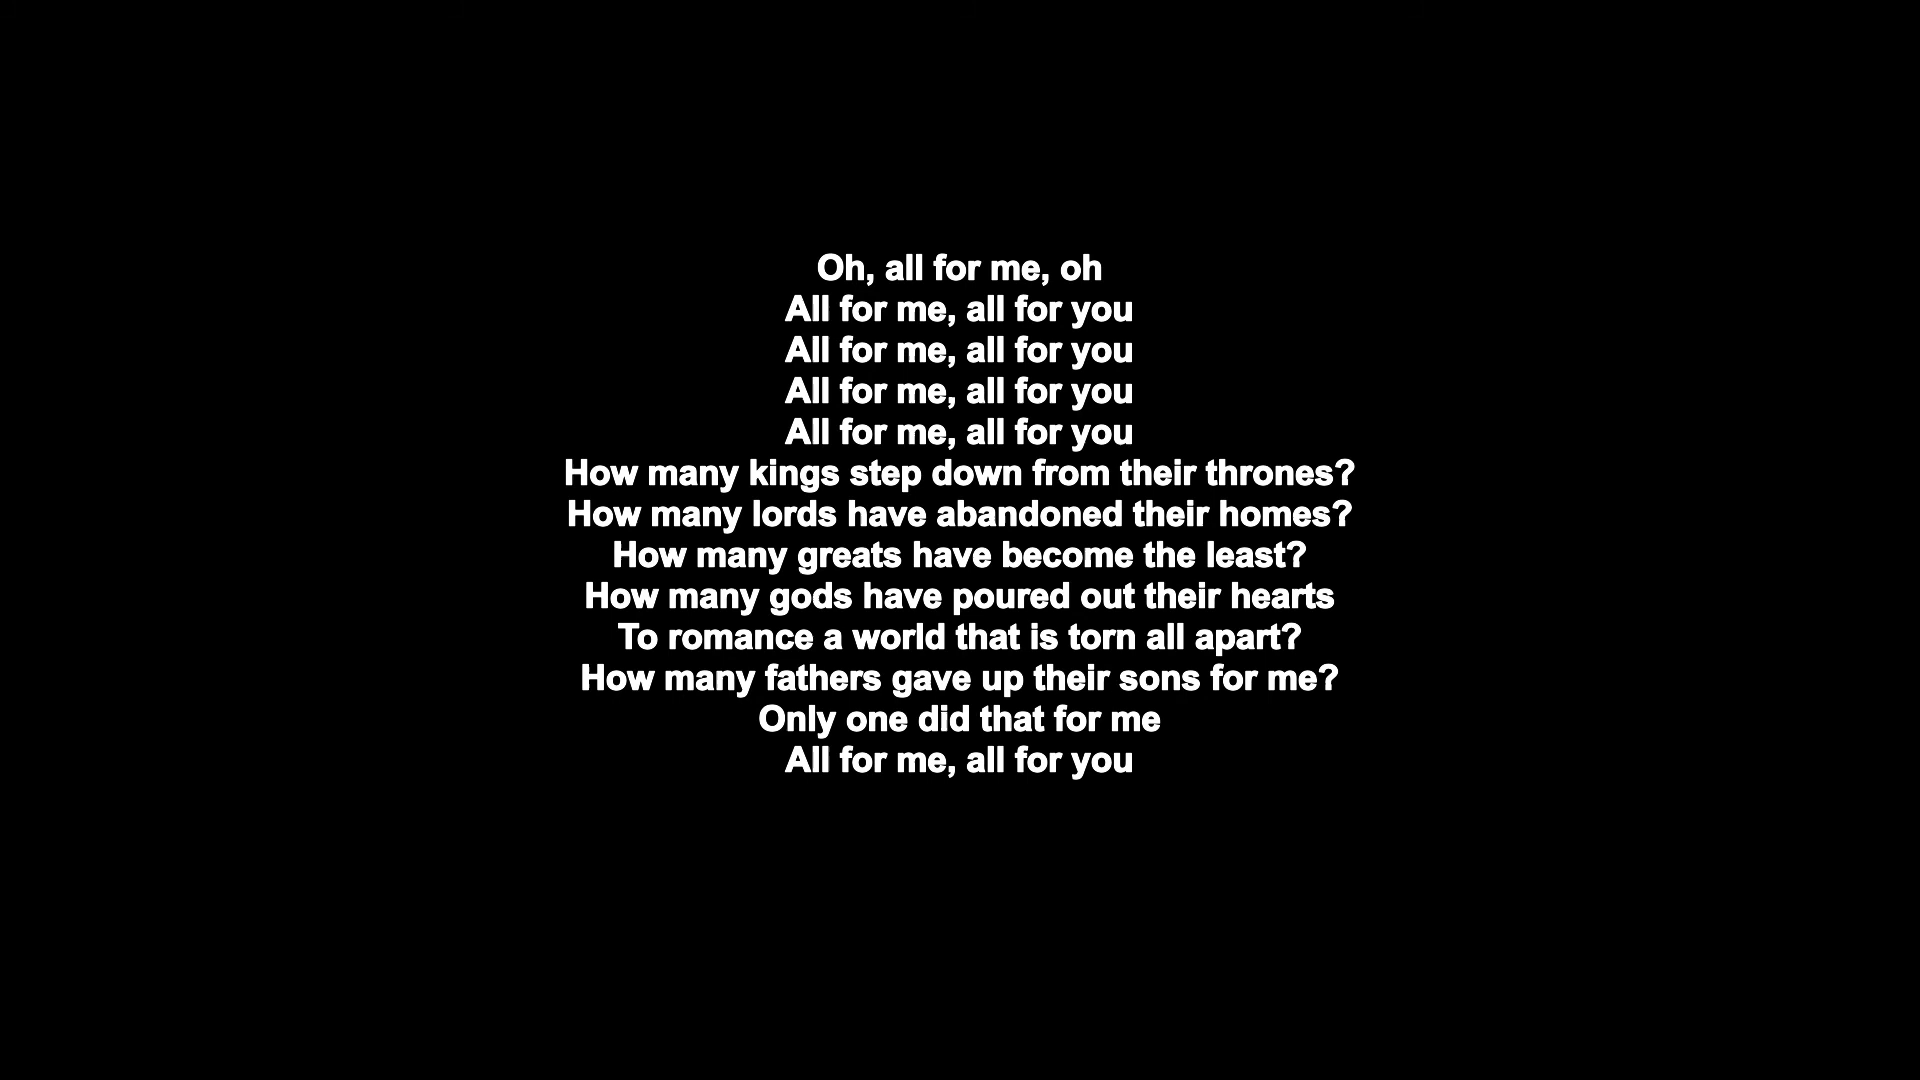 Oh, all for me, oh
All for me, all for you
All for me, all for you
All for me, all for you
All for me, all for you
How many kings step down from their thrones?
How many lords have abandoned their homes?
How many greats have become the least?
How many gods have poured out their hearts
To romance a world that is torn all apart?
How many fathers gave up their sons for me?
Only one did that for me
All for me, all for you